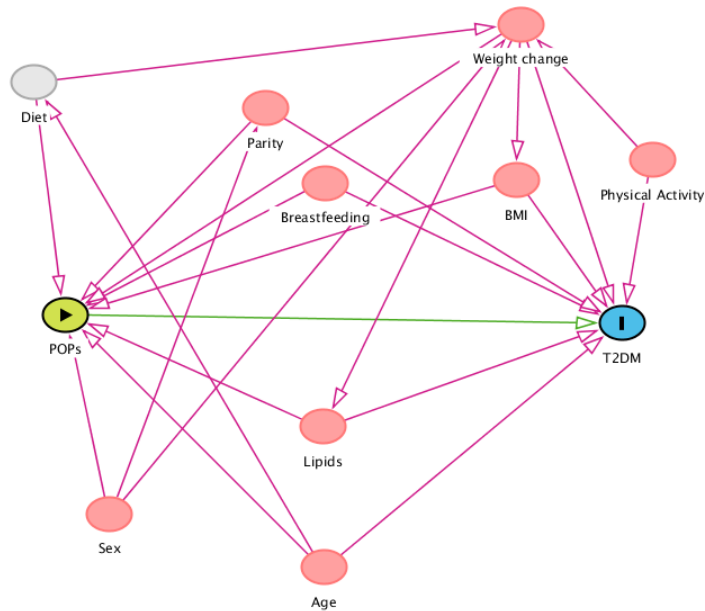 Weight change
Diet
Parity
Physical Activity
Breastfeeding
BMI
POPs
T2DM
Lipids
Sex
Age